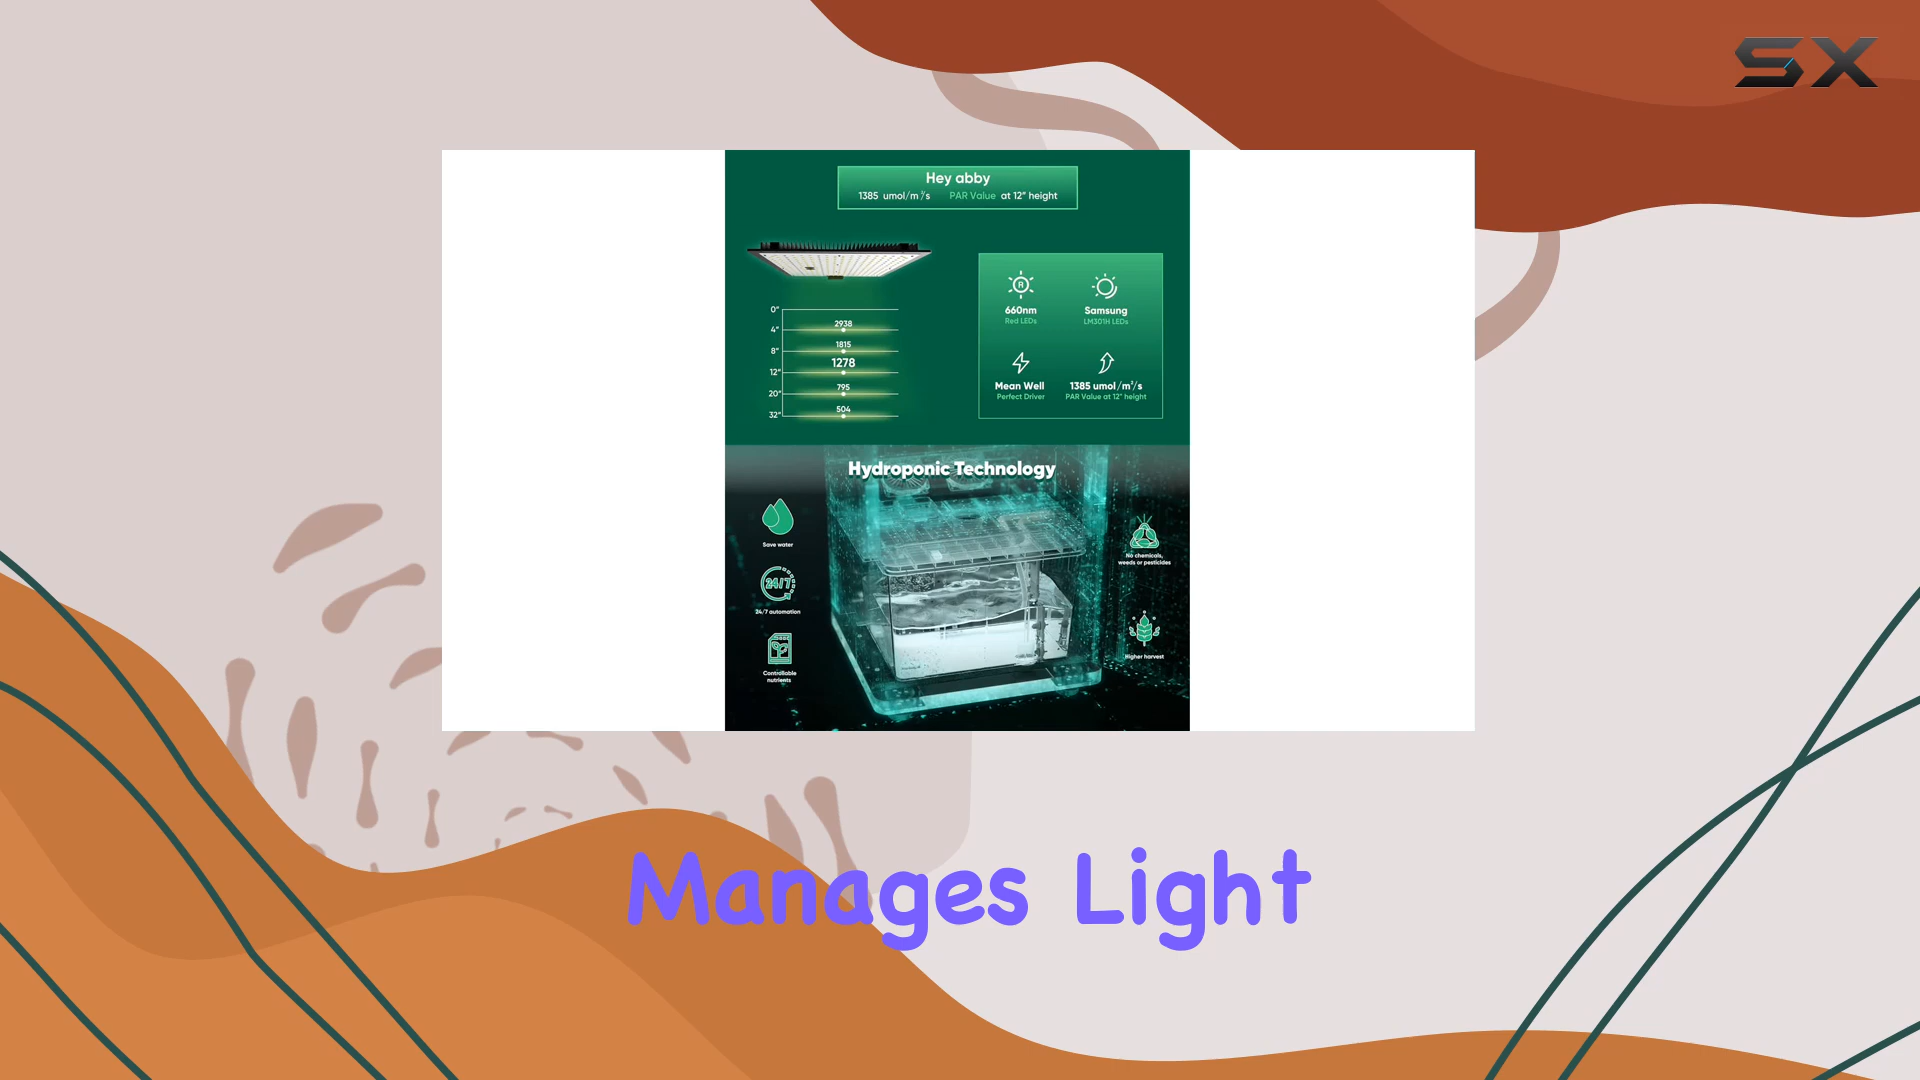 SX
Hey abby
1385 umol/m²/s PAR Value at 12" height
0"
2938
4"
1815
8"
1278
12"
795
20"
504
32"
R
660nm
Red LEDs
Samsung
LM301H LEDs
Mean Well
Perfect Driver
1385 umol/m²/s
PAR Value at 12" height
Hydroponic Technology
Save water
24/7
24/7 automation
Controllable
nutrients
No chemicals,
weeds or pesticides
Higher harvest
Manages Light